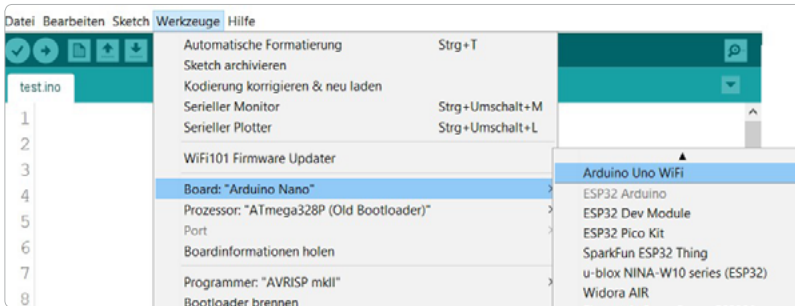 Datei Bearbeiten Sketch Werkzeuge Hilfe
Automatische Formatierung Strg+T
Sketch archivieren
Kodierung korrigieren & neu laden
Serieller Monitor Strg+Umschalt+M
Serieller Plotter Strg+Umschalt+L
WiFi101 Firmware Updater
Board: "Arduino Nano"
Prozessor: "ATmega328P (Old Bootloader)"
Port
Boardinformationen holen
Programmer: "AVRISP mkII"
Bootloader brennen
test.ino
1
2
3
4
5
6
7
8
Arduino Uno WiFi
ESP32 Arduino
ESP32 Dev Module
ESP32 Pico Kit
SparkFun ESP32 Thing
u-blox NINA-W10 series (ESP32)
Widora AIR